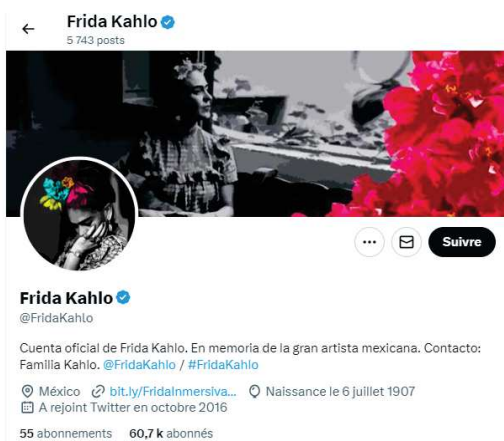 Frida Kahlo
5 743 posts
Suivre
Frida Kahlo
@FridaKahlo
Cuenta oficial de Frida Kahlo. En memoria de la gran artista mexicana. Contacto:
Familia Kahlo. @FridaKahlo / #FridaKahlo
México bit.ly/FridaInmersiva... Naissance le 6 juillet 1907
A rejoint Twitter en octobre 2016
55 abonnements 60,7 k abonnés